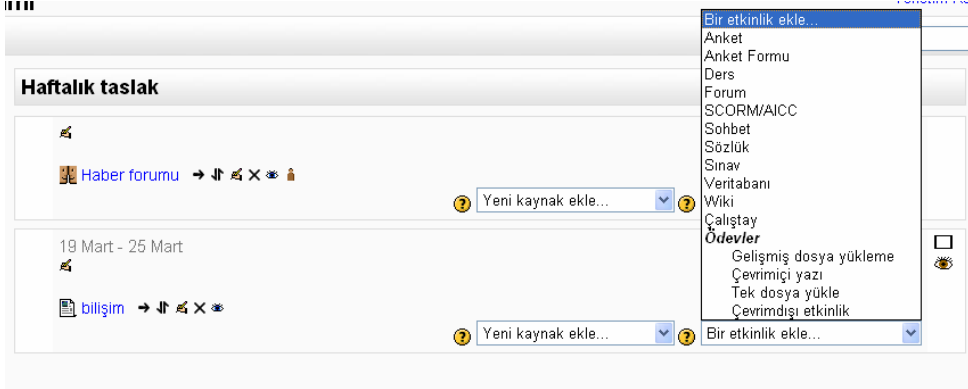 Bir etkinlik ekle...
Anket
Anket Formu
Ders
Forum
SCORM/AICC
Sohbet
Sözlük
Sınav
Veritabanı
Wiki
Çalıştay
Ödevler
Gelişmiş dosya yükleme
Çevrimiçi yazı
Tek dosya yükle
Çevrimdışı etkinlik
Haftalık taslak
Haber forumu
Yeni kaynak ekle...
19 Mart - 25 Mart
bilişim
Yeni kaynak ekle...
Bir etkinlik ekle...